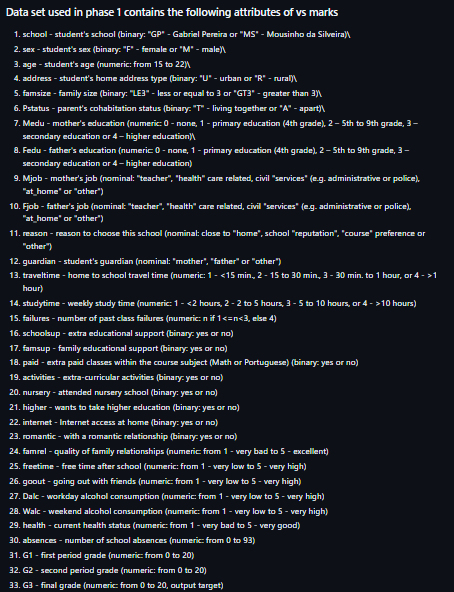 Data set used in phase 1 contains the following attributes of vs marks
1. school - student's school (binary: "GP" - Gabriel Pereira or "MS" - Mousinho da Silveira)\
2. sex - student's sex (binary: "F" - female or "M" - male)\
3. age - student's age (numeric: from 15 to 22)\
4. address - student's home address type (binary: "U" - urban or "R" - rural)\
5. famsize - family size (binary: "LE3" - less or equal to 3 or "GT3" - greater than 3)\
6. Pstatus - parent's cohabitation status (binary: "T" - living together or "A" - apart)\
7. Medu - mother's education (numeric: 0 - none, 1 - primary education (4th grade), 2 – 5th to 9th grade, 3 –
secondary education or 4 – higher education)\
8. Fedu - father's education (numeric: 0 - none, 1 - primary education (4th grade), 2 – 5th to 9th grade, 3 –
secondary education or 4 – higher education)
9. Mjob - mother's job (nominal: "teacher", "health" care related, civil "services" (e.g. administrative or police),
"at_home" or "other")
10. Fjob - father's job (nominal: "teacher", "health" care related, civil "services" (e.g. administrative or police),
"at_home" or "other")
11. reason - reason to choose this school (nominal: close to "home", school "reputation", "course" preference or
"other")
12. guardian - student's guardian (nominal: "mother", "father" or "other")
13. traveltime - home to school travel time (numeric: 1 - <15 min., 2 - 15 to 30 min., 3 - 30 min. to 1 hour, or 4 - >1
hour)
14. studytime - weekly study time (numeric: 1 - <2 hours, 2 - 2 to 5 hours, 3 - 5 to 10 hours, or 4 - >10 hours)
15. failures - number of past class failures (numeric: n if 1<=n<3, else 4)
16. schoolsup - extra educational support (binary: yes or no)
17. famsup - family educational support (binary: yes or no)
18. paid - extra paid classes within the course subject (Math or Portuguese) (binary: yes or no)
19. activities - extra-curricular activities (binary: yes or no)
20. nursery - attended nursery school (binary: yes or no)
21. higher - wants to take higher education (binary: yes or no)
22. internet - Internet access at home (binary: yes or no)
23. romantic - with a romantic relationship (binary: yes or no)
24. famrel - quality of family relationships (numeric: from 1 - very bad to 5 - excellent)
25. freetime - free time after school (numeric: from 1 - very low to 5 - very high)
26. goout - going out with friends (numeric: from 1 - very low to 5 - very high)
27. Dalc - workday alcohol consumption (numeric: from 1 - very low to 5 - very high)
28. Walc - weekend alcohol consumption (numeric: from 1 - very low to 5 - very high)
29. health - current health status (numeric: from 1 - very bad to 5 - very good)
30. absences - number of school absences (numeric: from 0 to 93)
31. G1 - first period grade (numeric: from 0 to 20)
32. G2 - second period grade (numeric: from 0 to 20)
33. G3 - final grade (numeric: from 0 to 20, output target)